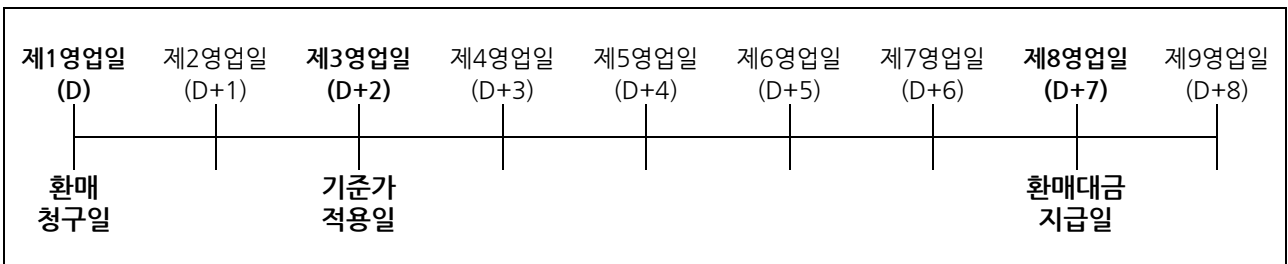 제1영업일 제2영업일 제3영업일 제4영업일 제5영업일 제6영업일 제7영업일 제8영업일 제9영업일
(D) (D+1) (D+2) (D+3) (D+4) (D+5) (D+6) (D+7) (D+8)
환매 기준가 환매대금
청구일 적용일 지급일